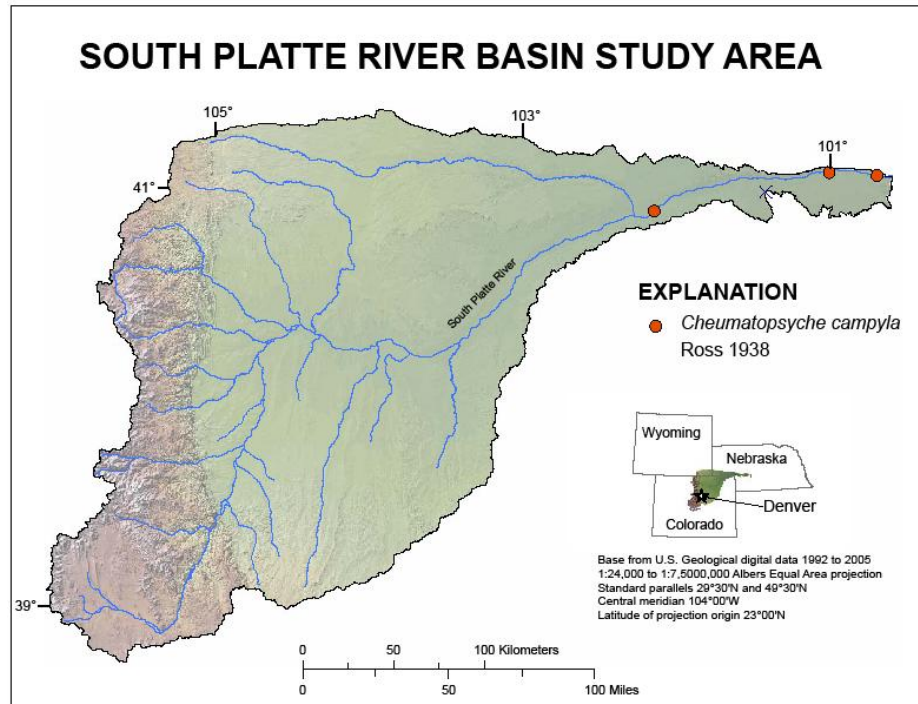 SOUTH PLATTE RIVER BASIN STUDY AREA
105°
103°
101°
41°
South Platte River
EXPLANATION
Cheumatopsyche campyla
Ross 1938
Wyoming
Nebraska
Denver
Colorado
Base from U.S. Geological digital data 1992 to 2005
1:24,000 to 1:7,5000,000 Albers Equal Area projection
Standard parallels 29°30'N and 49°30'N
Central meridian 104°00'W
Latitude of projection origin 23°00'N
39°
0 50 100 Kilometers
0 50 100 Miles